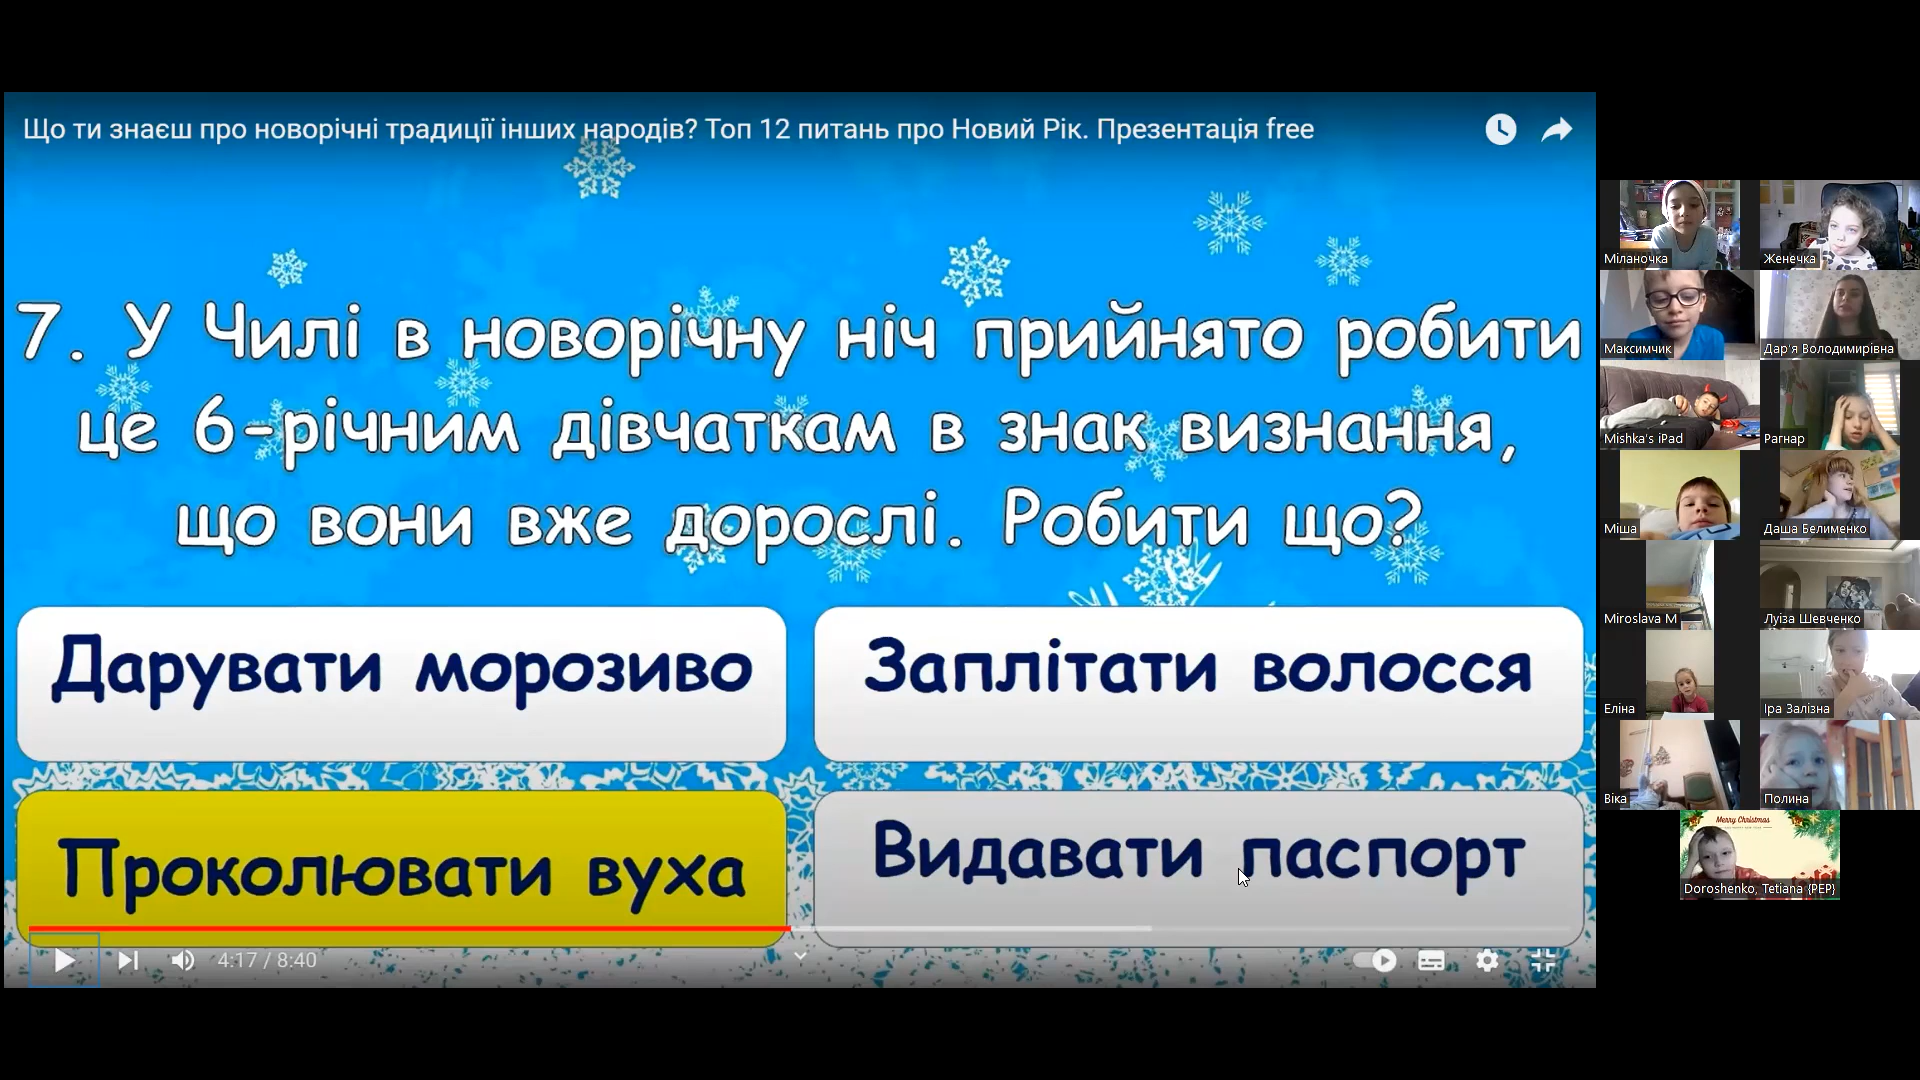 Що ти знаєш про новорічні традиції інших народів? Топ 12 питань про Новий Рік. Презентація free
7. У Чилі в новорічну ніч прийнято робити
це 6-річним дівчаткам в знак визнання,
що вони вже дорослі. Робити що?
Дарувати морозиво
Заплітати волосся
Проколювати вуха
Видавати паспорт
4:17 / 8:40
Міланочка
Женечка
Максимчик
Дар'я Володимирівна
Mishka's iPad
Рагнар
Міша
Даша Белименко
Miroslava M
Луіза Шевченко
Еліна
Іра Залізна
Віка
Полина
Merry Christmas
Doroshenko, Tetiana {PEP}